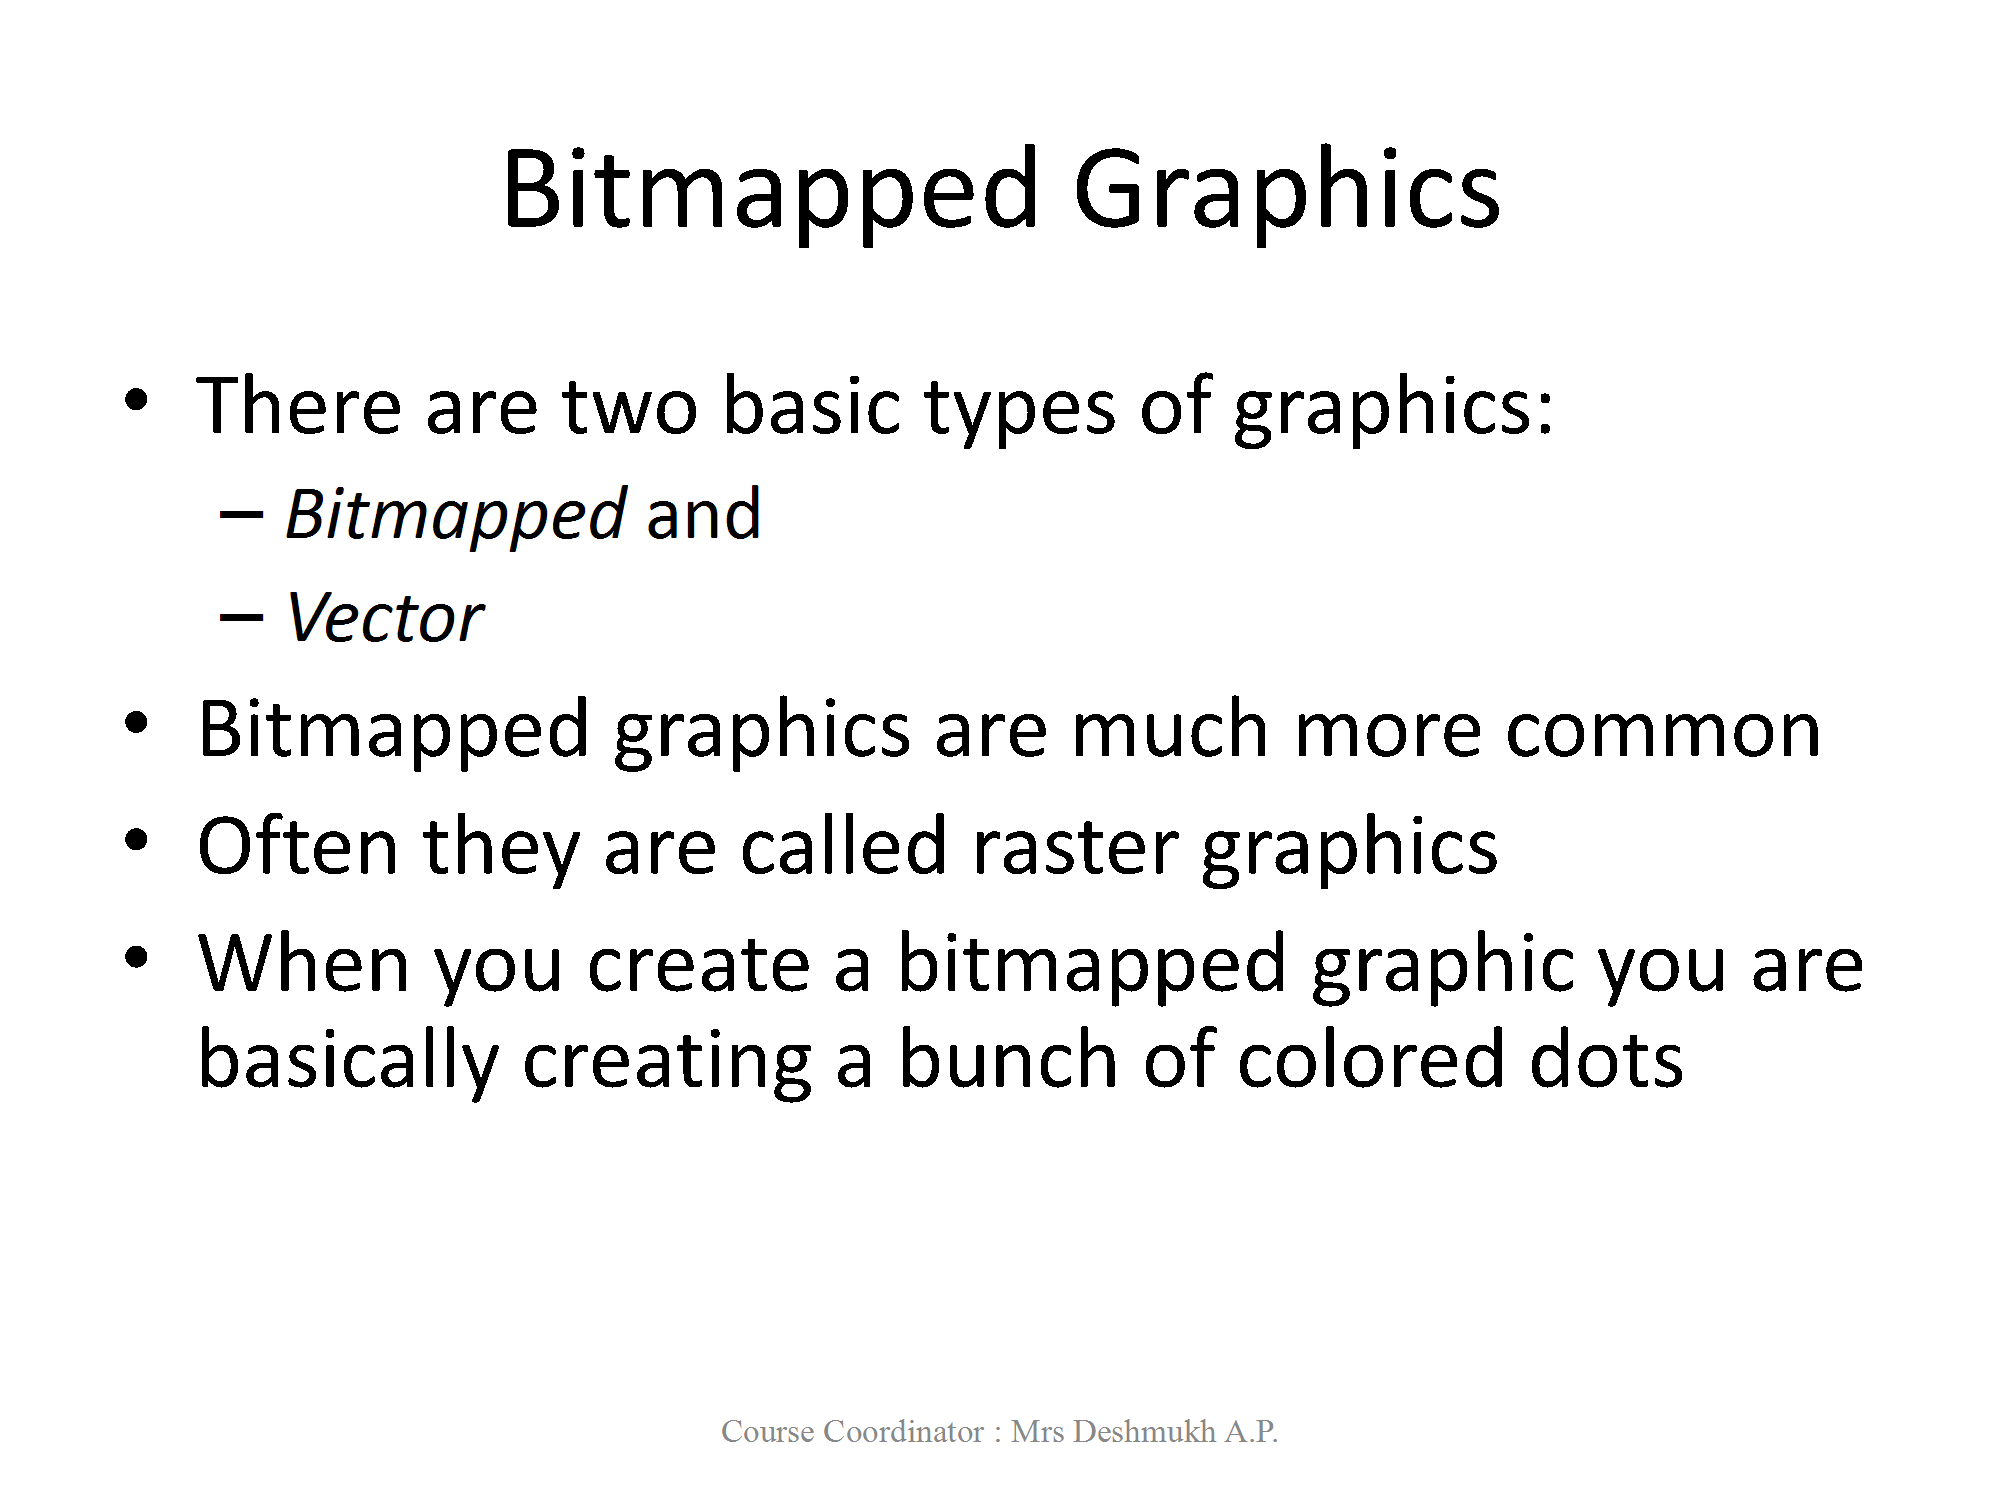 Bitmapped Graphics
• There are two basic types of graphics:
– Bitmapped and
– Vector
• Bitmapped graphics are much more common
• Often they are called raster graphics
• When you create a bitmapped graphic you are
basically creating a bunch of colored dots
Course Coordinator : Mrs Deshmukh A.P.